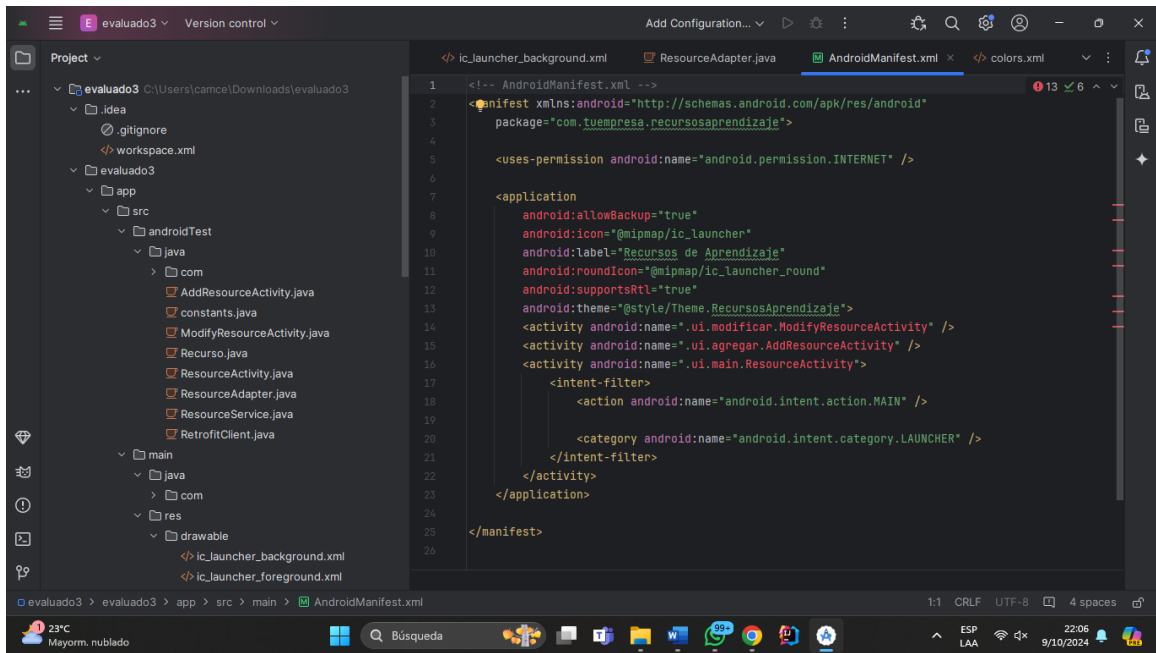 E evaluado3 Version control Add Configuration...
Project
ic_launcher_background.xml ResourceAdapter.java AndroidManifest.xml colors.xml
evaluado3 C:\Users\camce\Downloads\evaluado3
.idea
.gitignore
workspace.xml
evaluado3
app
src
androidTest
java
com
AddResourceActivity.java
constants.java
ModifyResourceActivity.java
Recurso.java
ResourceActivity.java
ResourceAdapter.java
ResourceService.java
RetrofitClient.java
main
java
com
res
drawable
ic_launcher_background.xml
ic_launcher_foreground.xml
13 6
1 <!-- AndroidManifest.xml -->
2 <manifest xmlns:android="http://schemas.android.com/apk/res/android"
3 package="com.tuempresa.recursosaprendizaje">
4
5 <uses-permission android:name="android.permission.INTERNET" />
6
7 <application
8 android:allowBackup="true"
9 android:icon="@mipmap/ic_launcher"
10 android:label="Recursos de Aprendizaje"
11 android:roundIcon="@mipmap/ic_launcher_round"
12 android:supportsRtl="true"
13 android:theme="@style/Theme.RecursosAprendizaje">
14 <activity android:name=".ui.modificar.ModifyResourceActivity" />
15 <activity android:name=".ui.agregar.AddResourceActivity" />
16 <activity android:name=".ui.main.ResourceActivity">
17 <intent-filter>
18 <action android:name="android.intent.action.MAIN" />
19
20 <category android:name="android.intent.category.LAUNCHER" />
21 </intent-filter>
22 </activity>
23 </application>
24
25 </manifest>
26
evaluado3 > evaluado3 > app > src > main > AndroidManifest.xml 1:1 CRLF UTF-8 4 spaces
1 23°C
Mayorm. nublado
Búsqueda
99+
PRE
ESP
LAA
22:06
9/10/2024